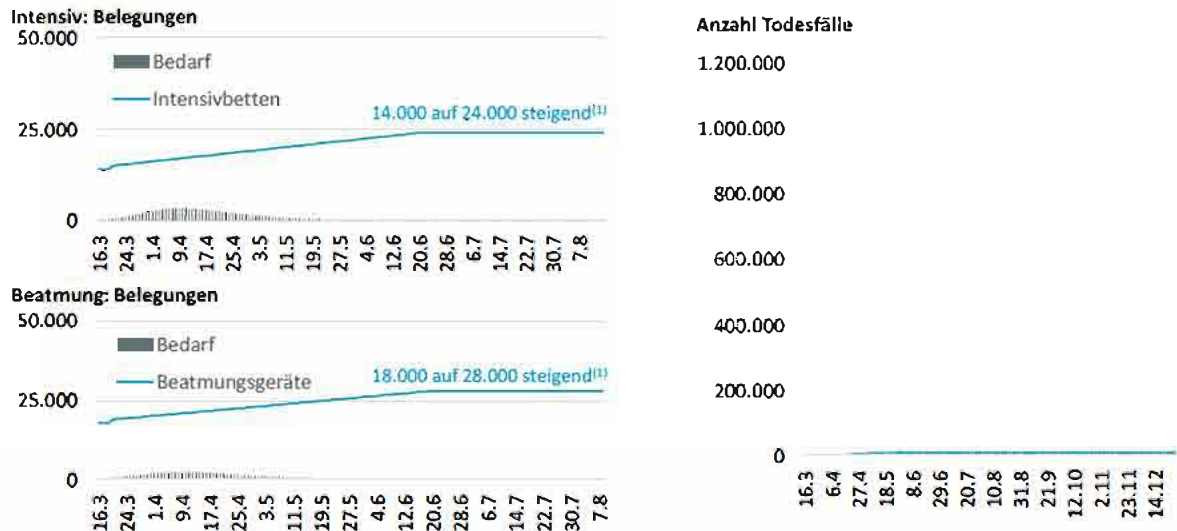 Intensiv: Belegungen
50.000
Bedarf
Intensivbetten
14.000 auf 24.000 steigend(1)
25.000
0
16.3 24.3 1.4 9.4 17.4 25.4 3.5 11.5 19.5 27.5 4.6 12.6 20.6 28.6 6.7 14.7 22.7 30.7 7.8
Beatmung: Belegungen
50.000
Bedarf
Beatmungsgeräte
18.000 auf 28.000 steigend(1)
25.000
0
16.3 24.3 1.4 9.4 17.4 25.4 3.5 11.5 19.5 27.5 4.6 12.6 20.6 28.6 6.7 14.7 22.7 30.7 7.8
Anzahl Todesfälle
1.200.000
1.000.000
800.000
600.000
400.000
200.000
0
16.3 6.4 27.4 18.5 8.6 29.6 20.7 10.8 31.8 21.9 12.10 2.11 23.11 14.12